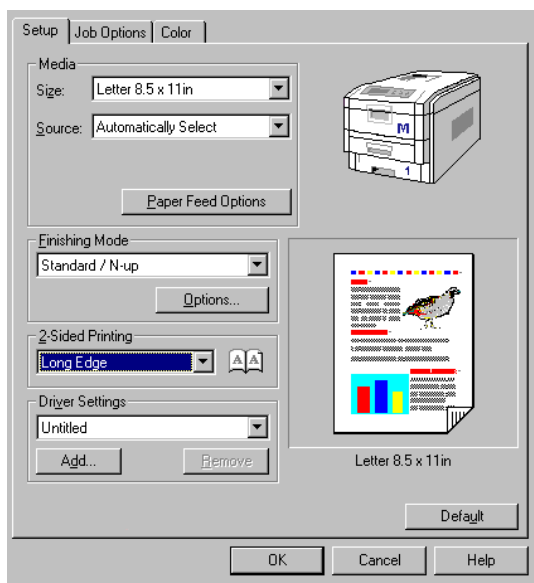 Setup
Job Options
Color
Media
Size:
Letter 8.5 x 11in
Source:
Automatically Select
Paper Feed Options
M
1
Finishing Mode
Standard / N-up
Options...
2-Sided Printing
Long Edge
A A
Driver Settings
Untitled
Add...
Remove
Letter 8.5 x 11in
Default
OK
Cancel
Help